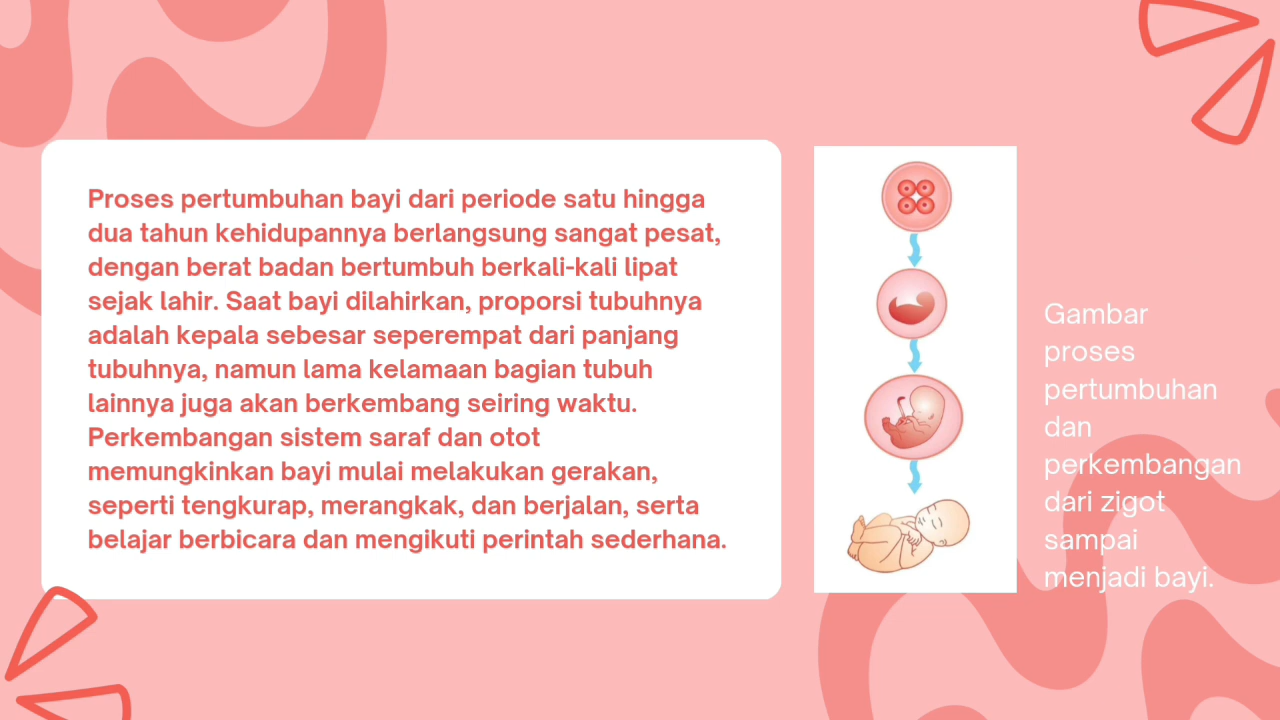 Proses pertumbuhan bayi dari periode satu hingga
dua tahun kehidupannya berlangsung sangat pesat,
dengan berat badan bertumbuh berkali-kali lipat
sejak lahir. Saat bayi dilahirkan, proporsi tubuhnya
adalah kepala sebesar seperempat dari panjang
tubuhnya, namun lama kelamaan bagian tubuh
lainnya juga akan berkembang seiring waktu.
Perkembangan sistem saraf dan otot
memungkinkan bayi mulai melakukan gerakan,
seperti tengkurap, merangkak, dan berjalan, serta
belajar berbicara dan mengikuti perintah sederhana.
Gambar
proses
pertumbuhan
dan
perkembangan
dari zigot
sampai
menjadi bayi.